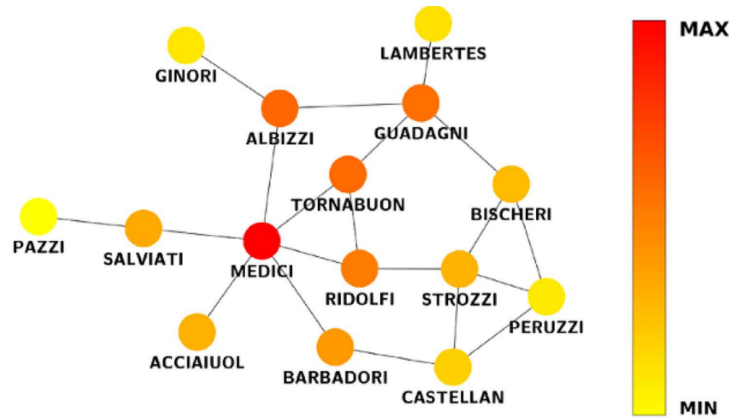 MAX
LAMBERTES
GINORI
GUADAGNI
ALBIZZI
TORNABUON
BISCHERI
PAZZI
SALVIATI
MEDICI
RIDOLFI
STROZZI
PERUZZI
ACCIAIUOL
BARBADORI
CASTELLAN
MIN